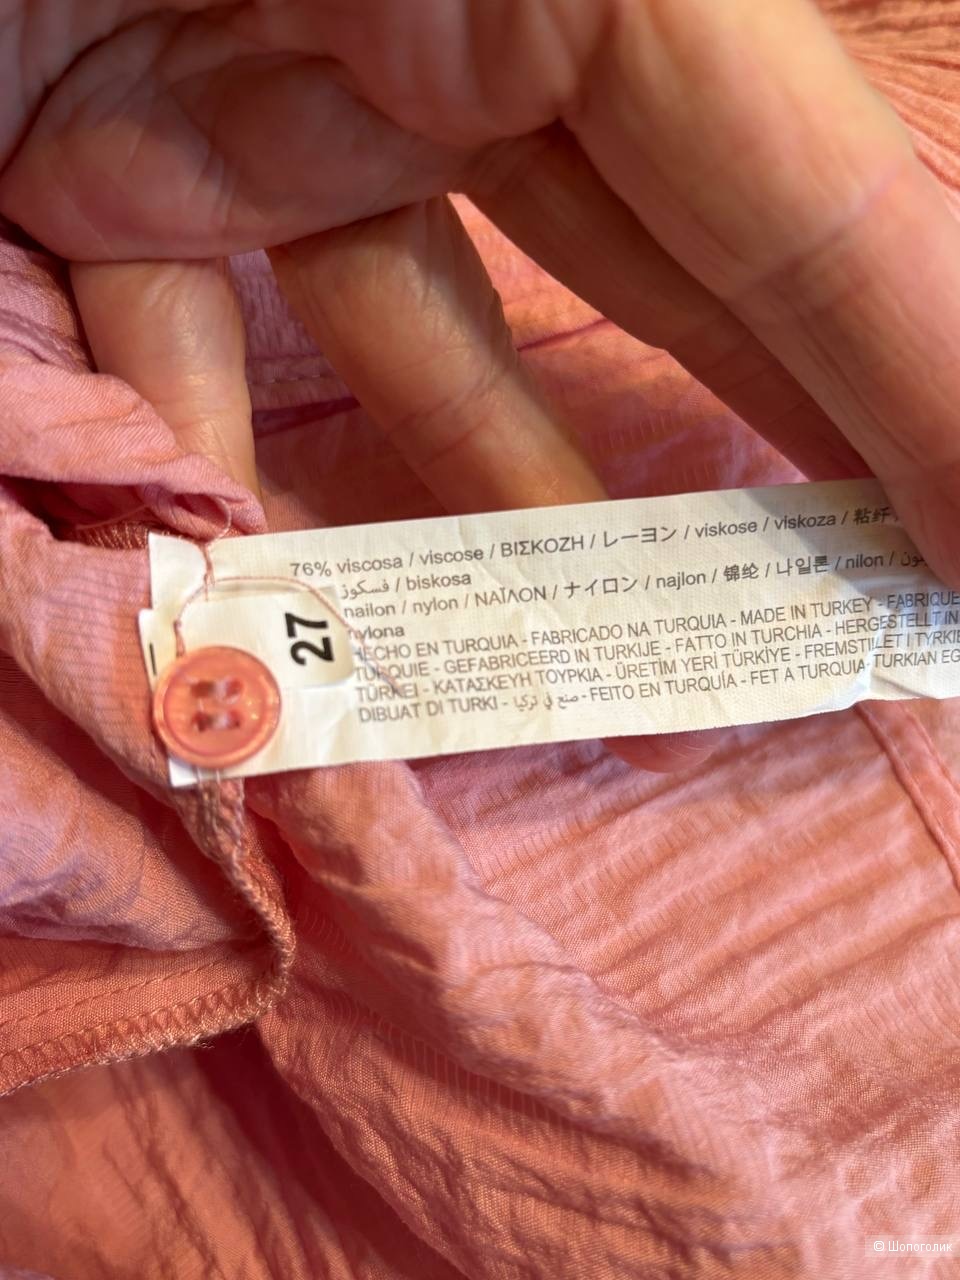 76% viscosa / viscose / ΒΙΣΚΟΖΗ / レーヨン / viskose / viskoza / 粘纤
فسكوز / biskosa
nailon / nylon / ΝΑΪΛΟΝ / ナイロン / najlon / 锦纶 / 나일론 / nilon /
nylona
HECHO EN TURQUIA - FABRICADO NA TURQUIA - MADE IN TURKEY - FABRIQUE
TURQUIE - GEFABRICEERD IN TURKIJE - FATTO IN TURCHIA - HERGESTELLT IN
TÜRKEI - ΚΑΤΑΣΚΕΥΗ ΤΟΥΡΚΙΑ - ÜRETİM YERİ TÜRKİYE - FREMSTILLET I TYRKIE
DIBUAT DI TURKI - صنع في تركيا - FEITO EN TURQUÍA - FET A TURQUIA - TURKIAN EG
27
© Шопоголик